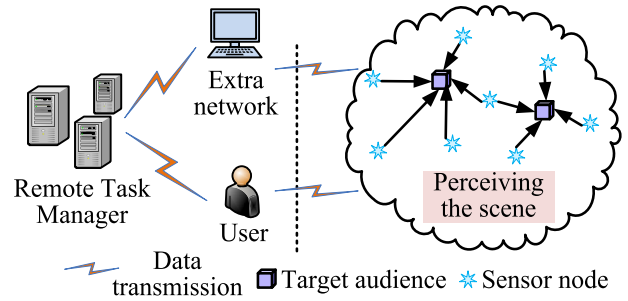 Extra
network
Remote Task
Manager
User
Perceiving
the scene
Data
transmission
Target audience
Sensor node